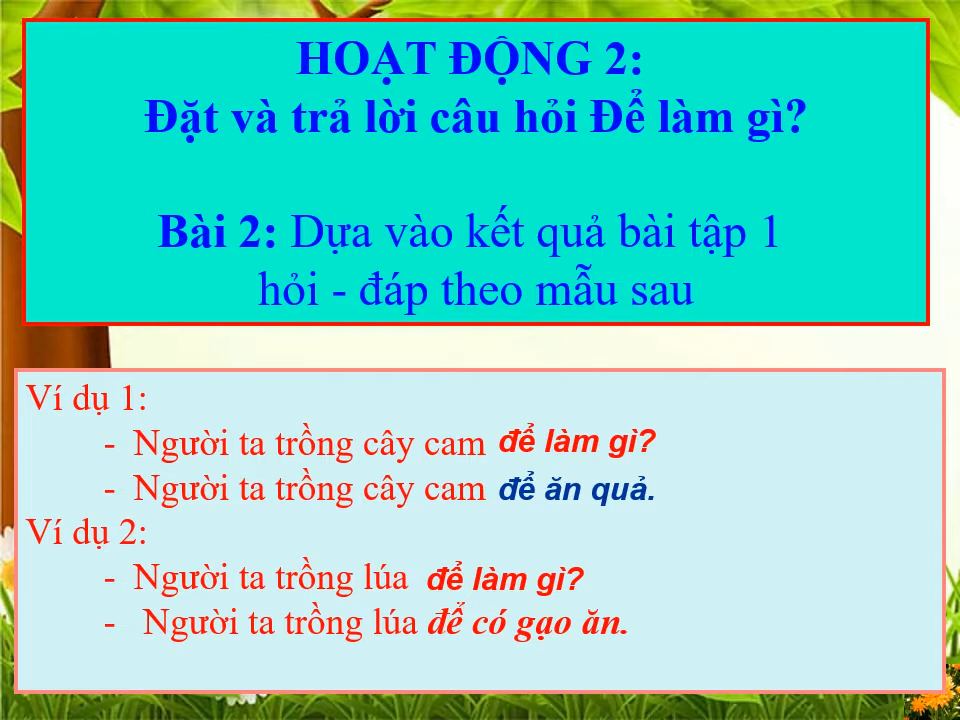 HOẠT ĐỘNG 2:
Đặt và trả lời câu hỏi Để làm gì?
Bài 2: Dựa vào kết quả bài tập 1
hỏi - đáp theo mẫu sau
Ví dụ 1:
- Người ta trồng cây cam để làm gì?
- Người ta trồng cây cam để ăn quả.
Ví dụ 2:
- Người ta trồng lúa để làm gì?
- Người ta trồng lúa để có gạo ăn.